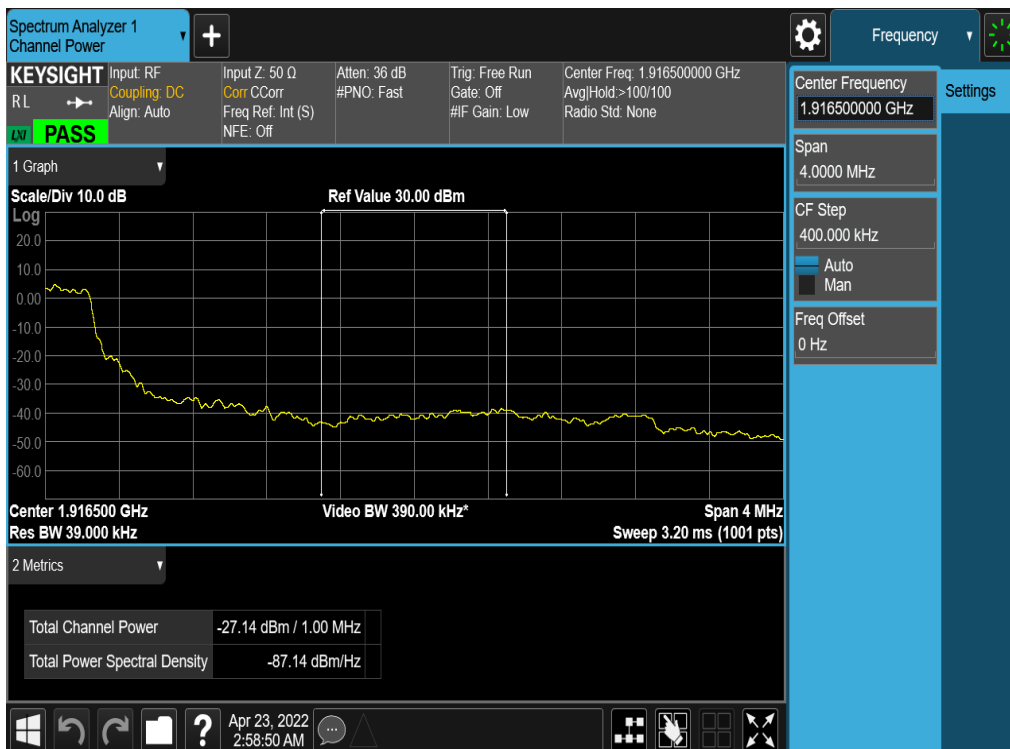 Spectrum Analyzer 1
Channel Power
+
Frequency
KEYSIGHT
RL
LXI
PASS
Input: RF
Coupling: DC
Align: Auto
Input Z: 50 Ω
Corr CCorr
Freq Ref: Int (S)
NFE: Off
Atten: 36 dB
#PNO: Fast
Trig: Free Run
Gate: Off
#IF Gain: Low
Center Freq: 1.916500000 GHz
Avg|Hold:>100/100
Radio Std: None
Center Frequency
1.916500000 GHz
Settings
Span
4.0000 MHz
CF Step
400.000 kHz
Auto
Man
Freq Offset
0 Hz
1 Graph
Scale/Div 10.0 dB
Ref Value 30.00 dBm
Log
20.0
10.0
0.00
-10.0
-20.0
-30.0
-40.0
-50.0
-60.0
Center 1.916500 GHz
Video BW 390.00 kHz*
Span 4 MHz
Res BW 39.000 kHz
Sweep 3.20 ms (1001 pts)
2 Metrics
Total Channel Power -27.14 dBm / 1.00 MHz
Total Power Spectral Density -87.14 dBm/Hz
?
Apr 23, 2022
2:58:50 AM